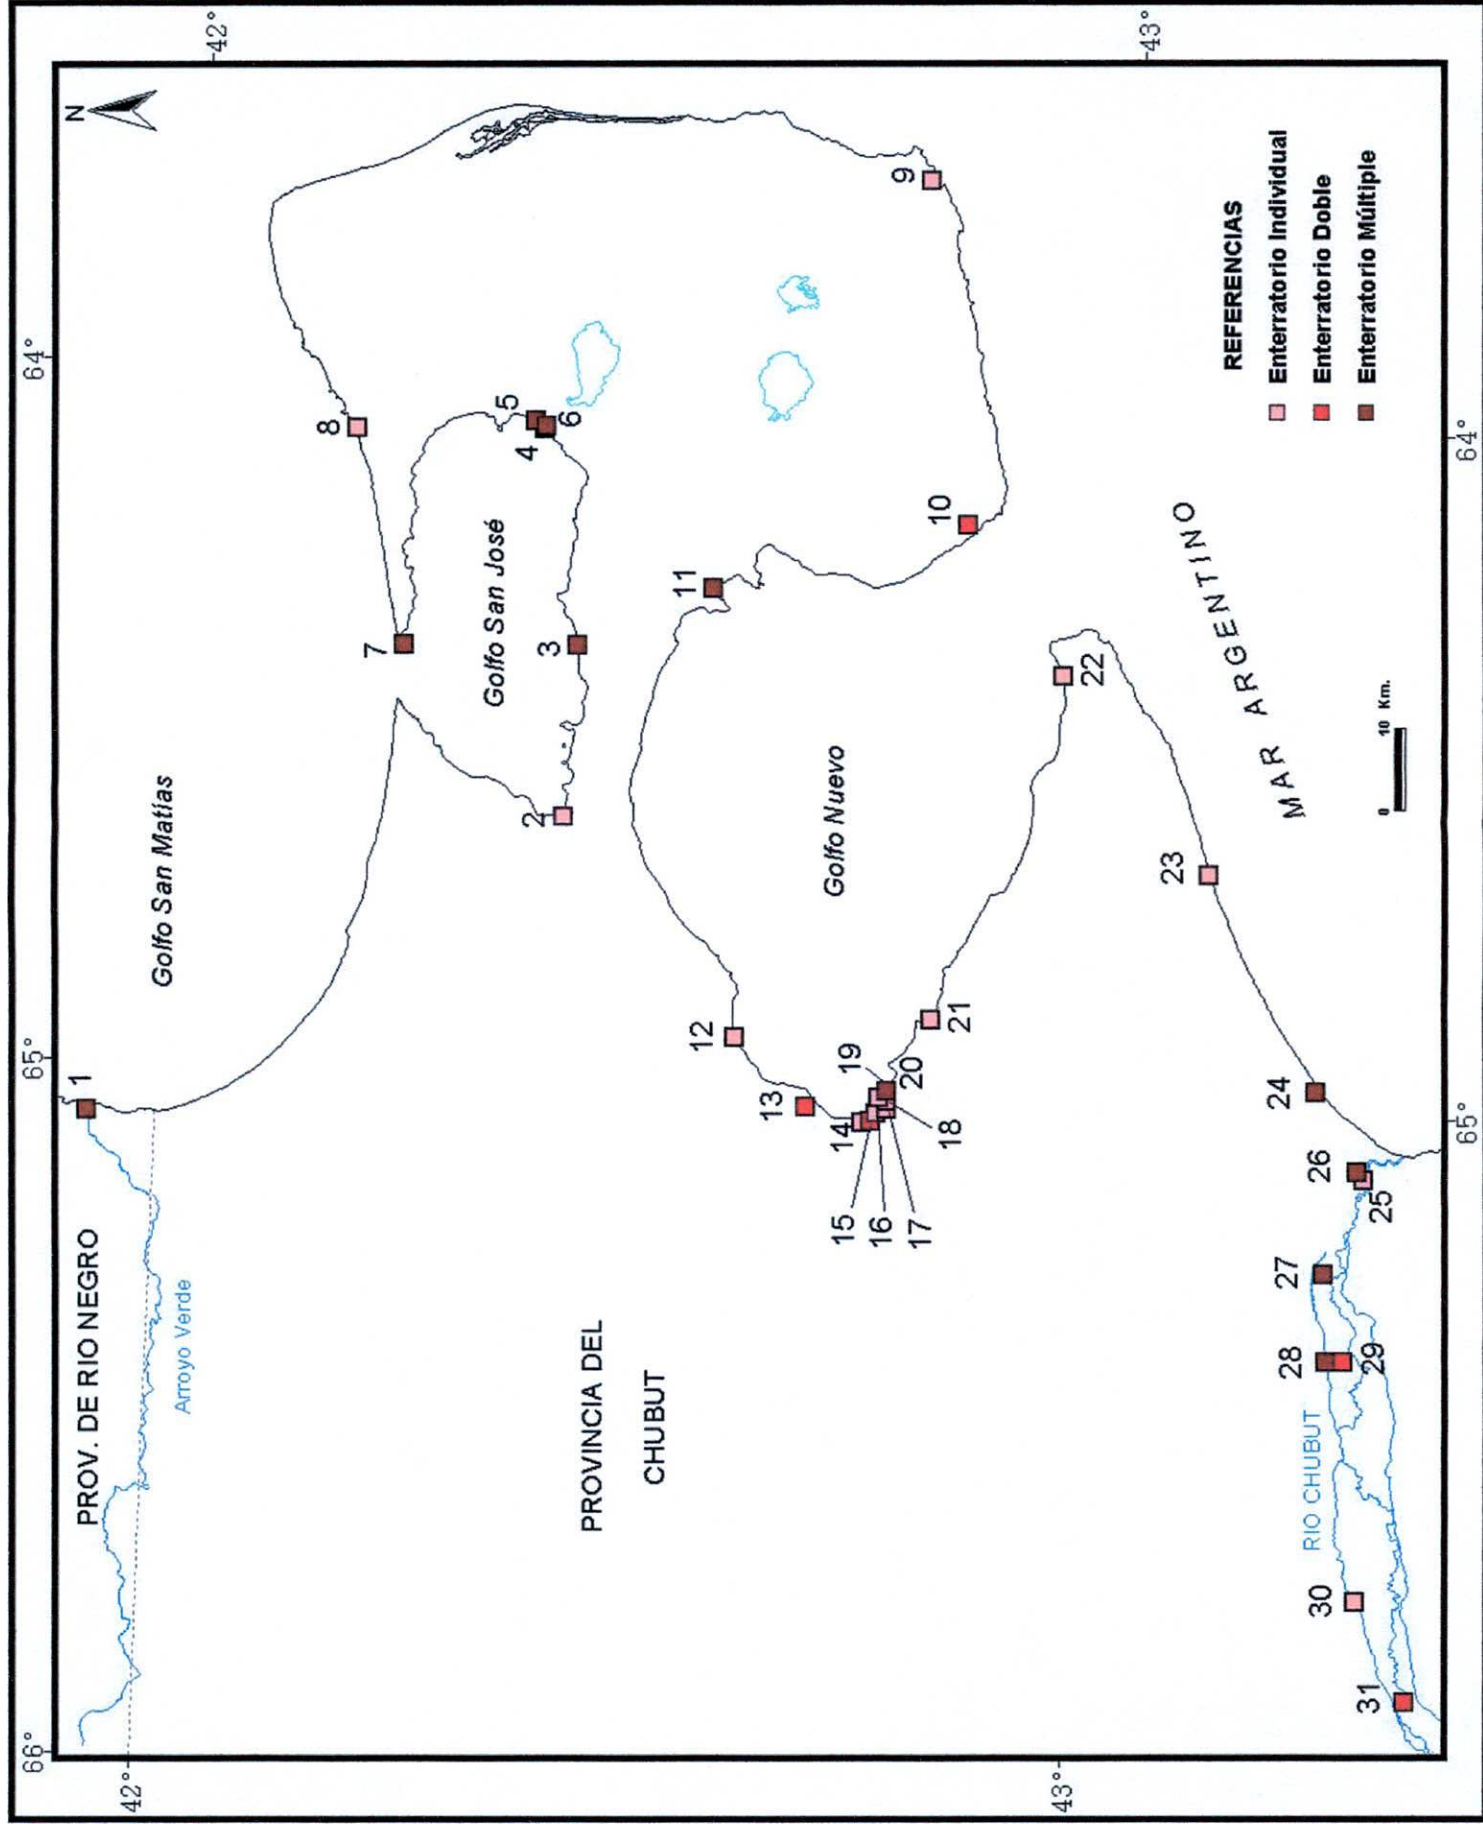 66°
65°
64°
42°
42°
43°
43°
65°
64°
N
PROV. DE RIO NEGRO
Arroyo Verde
Golfo San Matías
Golfo San José
Golfo Nuevo
PROVINCIA DEL
CHUBUT
RIO CHUBUT
MAR ARGENTINO
1
2
3
4
5
6
7
8
9
10
11
12
13
14
15
16
17
18
19
20
21
22
23
24
25
26
27
28
29
30
31
0 10 Km.
REFERENCIAS
Enterratorio Individual
Enterratorio Doble
Enterratorio Múltiple